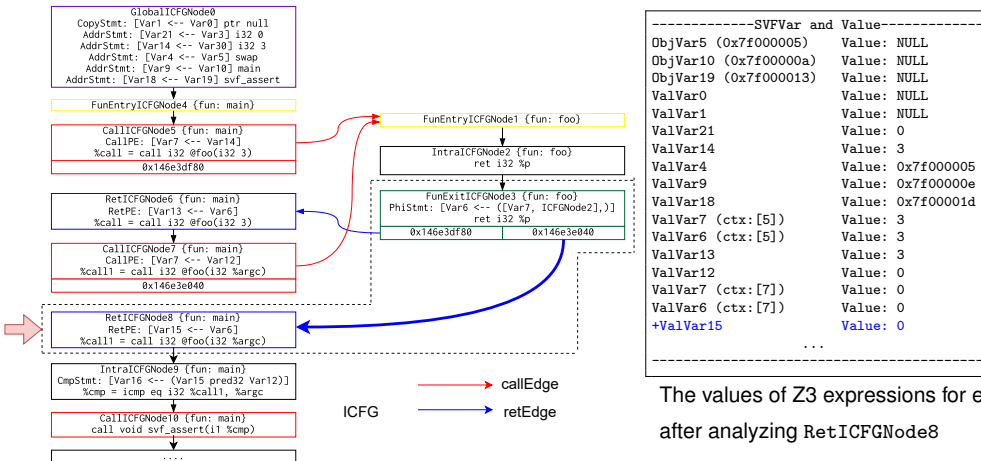 GlobalICFGNode0
CopyStmt: [Var1 <-- Var0] ptr null
AddrStmt: [Var21 <-- Var3] i32 0
AddrStmt: [Var14 <-- Var30] i32 3
AddrStmt: [Var4 <-- Var5] swap
AddrStmt: [Var9 <-- Var10] main
AddrStmt: [Var18 <-- Var19] svf_assert
FunEntryICFGNode4 {fun: main}
CallICFGNode5 {fun: main}
CallPE: [Var7 <-- Var14]
%call = call i32 @foo(i32 3)
0x146e3df80
RetICFGNode6 {fun: main}
RetPE: [Var13 <-- Var6]
%call = call i32 @foo(i32 3)
CallICFGNode7 {fun: main}
CallPE: [Var7 <-- Var12]
%call1 = call i32 @foo(i32 %argc)
0x146e3e040
RetICFGNode8 {fun: main}
RetPE: [Var15 <-- Var6]
%call1 = call i32 @foo(i32 %argc)
IntraICFGNode9 {fun: main}
CmpStmt: [Var16 <-- (Var15 pred32 Var12)]
%cmp = icmp eq i32 %call1, %argc
CallICFGNode10 {fun: main}
call void svf_assert(i1 %cmp)
....
FunEntryICFGNode1 {fun: foo}
IntraICFGNode2 {fun: foo}
ret i32 %p
FunExitICFGNode3 {fun: foo}
PhiStmt: [Var6 <-- ([Var7, ICFGNode2],)]
ret i32 %p
0x146e3df80 0x146e3e040
ICFG
callEdge
retEdge
-------------SVFVar and Value-------------
ObjVar5 (0x7f000005) Value: NULL
ObjVar10 (0x7f00000a) Value: NULL
ObjVar19 (0x7f000013) Value: NULL
ValVar0 Value: NULL
ValVar1 Value: NULL
ValVar21 Value: 0
ValVar14 Value: 3
ValVar4 Value: 0x7f000005
ValVar9 Value: 0x7f00000e
ValVar18 Value: 0x7f00001d
ValVar7 (ctx:[5]) Value: 3
ValVar6 (ctx:[5]) Value: 3
ValVar13 Value: 3
ValVar12 Value: 0
ValVar7 (ctx:[7]) Value: 0
ValVar6 (ctx:[7]) Value: 0
+ValVar15 Value: 0
...
------------------------------------------
The values of Z3 expressions for e
after analyzing RetICFGNode8